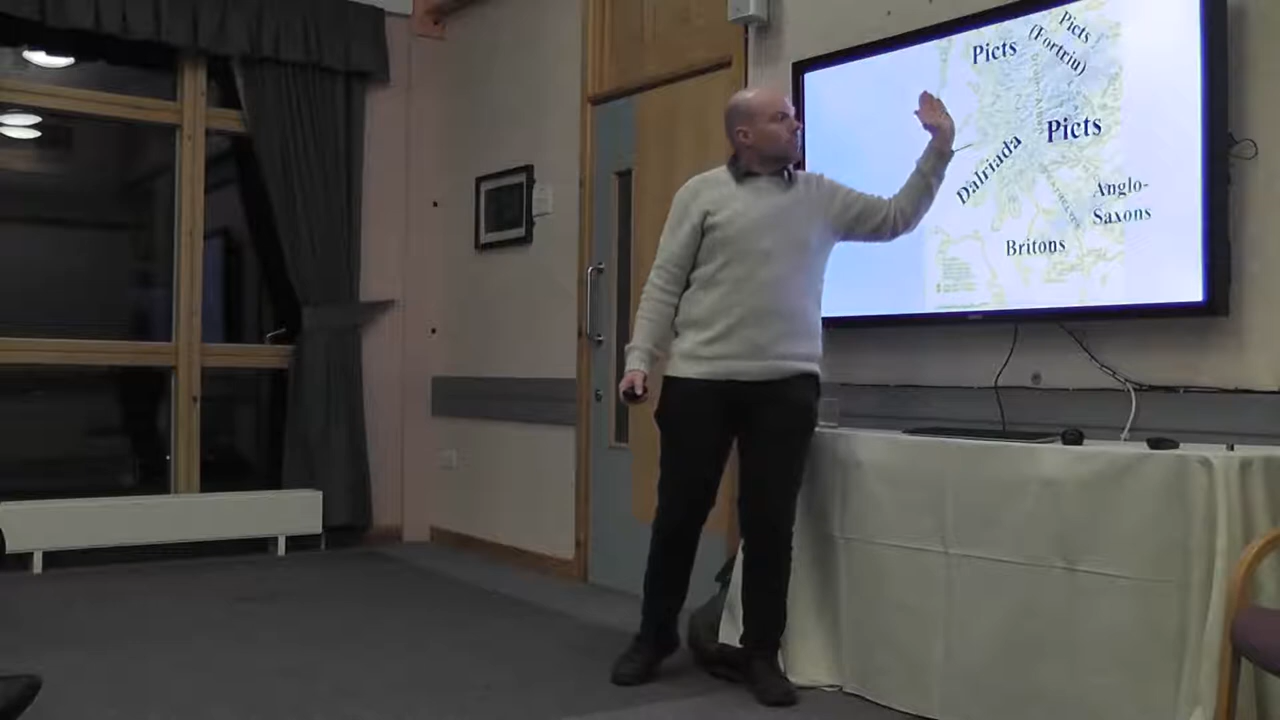 Picts
Picts
(Fortriu)
Picts
Dalriada
Anglo-
Saxons
Britons